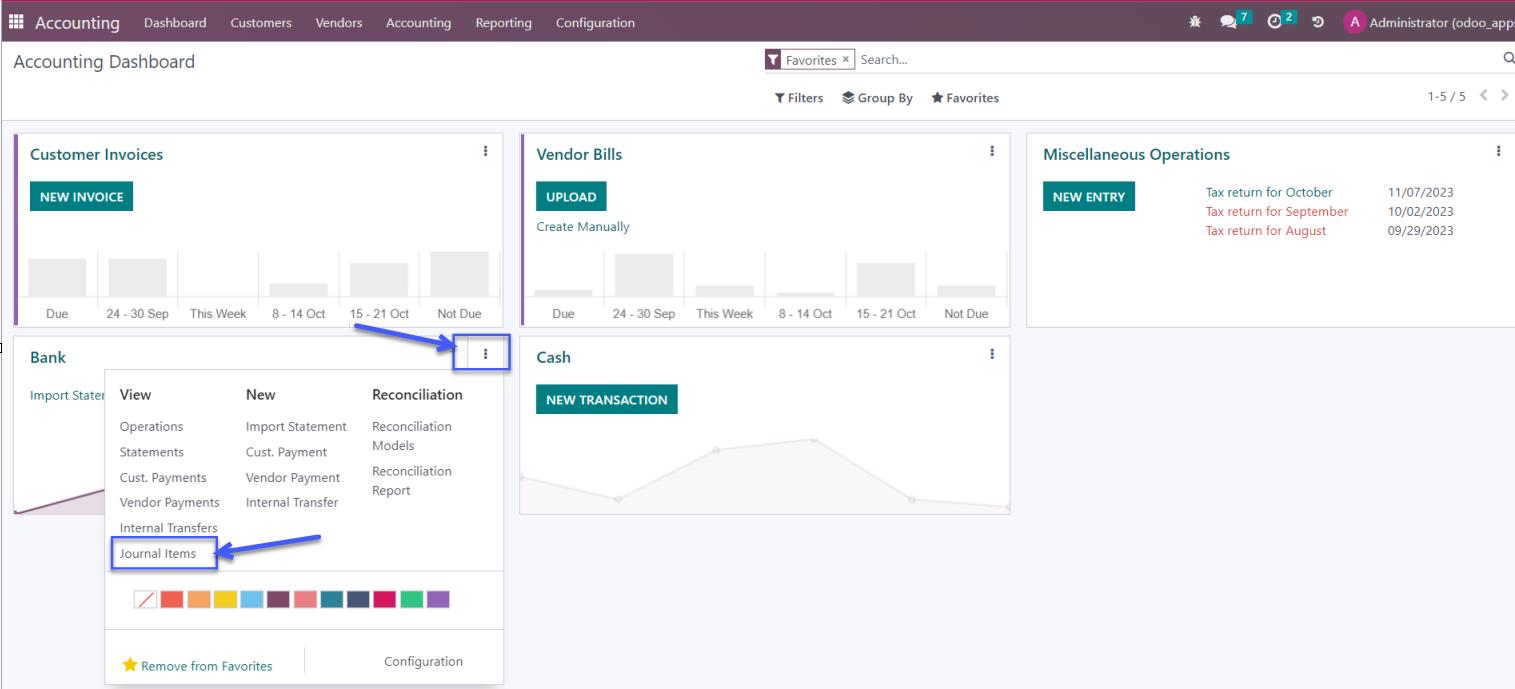 Accounting Dashboard Customers Vendors Accounting Reporting Configuration 7 2 A Administrator (odoo_apps
Accounting Dashboard
Favorites × Search...
Filters Group By Favorites 1-5 / 5
Customer Invoices
NEW INVOICE
Due 24 - 30 Sep This Week 8 - 14 Oct 15 - 21 Oct Not Due
Vendor Bills
UPLOAD
Create Manually
Due 24 - 30 Sep This Week 8 - 14 Oct 15 - 21 Oct Not Due
Miscellaneous Operations
NEW ENTRY
Tax return for October 11/07/2023
Tax return for September 10/02/2023
Tax return for August 09/29/2023
Bank
Import Stater
View
Operations
Statements
Cust. Payments
Vendor Payments
Internal Transfers
Journal Items
New
Import Statement
Cust. Payment
Vendor Payment
Internal Transfer
Reconciliation
Reconciliation
Models
Reconciliation
Report
Remove from Favorites
Configuration
Cash
NEW TRANSACTION